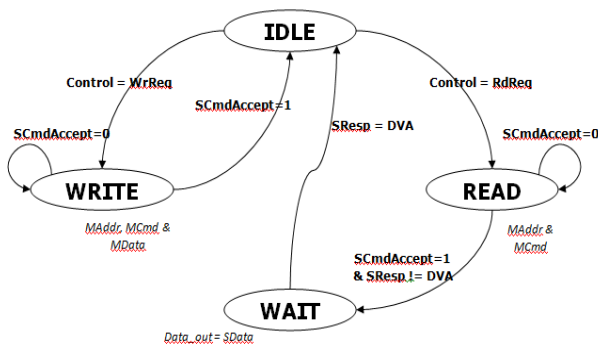 IDLE
Control = WrReq
Control = RdReq
SCmdAccept=1
SResp = DVA
SCmdAccept=0
SCmdAccept=0
WRITE
READ
MAddr, MCmd &
MData
MAddr &
MCmd
SCmdAccept=1
& SResp != DVA
WAIT
Data_out = SData